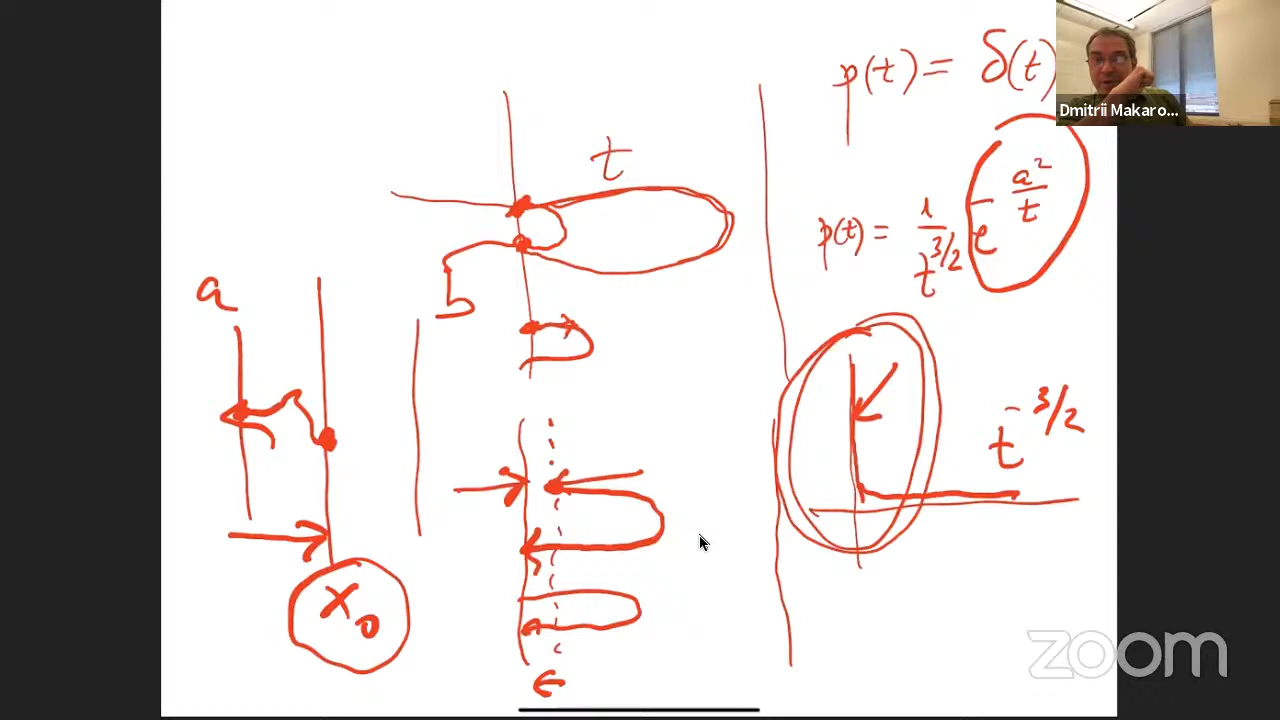 p(t) = δ(t)
Dmitrii Makaro...
t
p(t) = 1/t^3/2 e^-a²/t
a
t^-3/2
x₀
ε
zoom